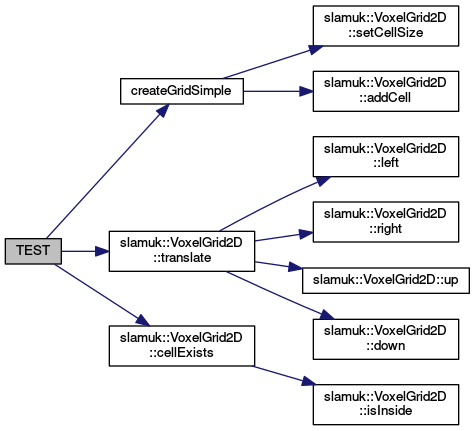 slamuk::VoxelGrid2D
::setCellSize
createGridSimple
slamuk::VoxelGrid2D
::addCell
slamuk::VoxelGrid2D
::left
slamuk::VoxelGrid2D
::right
TEST
slamuk::VoxelGrid2D
::translate
slamuk::VoxelGrid2D::up
slamuk::VoxelGrid2D
::down
slamuk::VoxelGrid2D
::cellExists
slamuk::VoxelGrid2D
::isInside